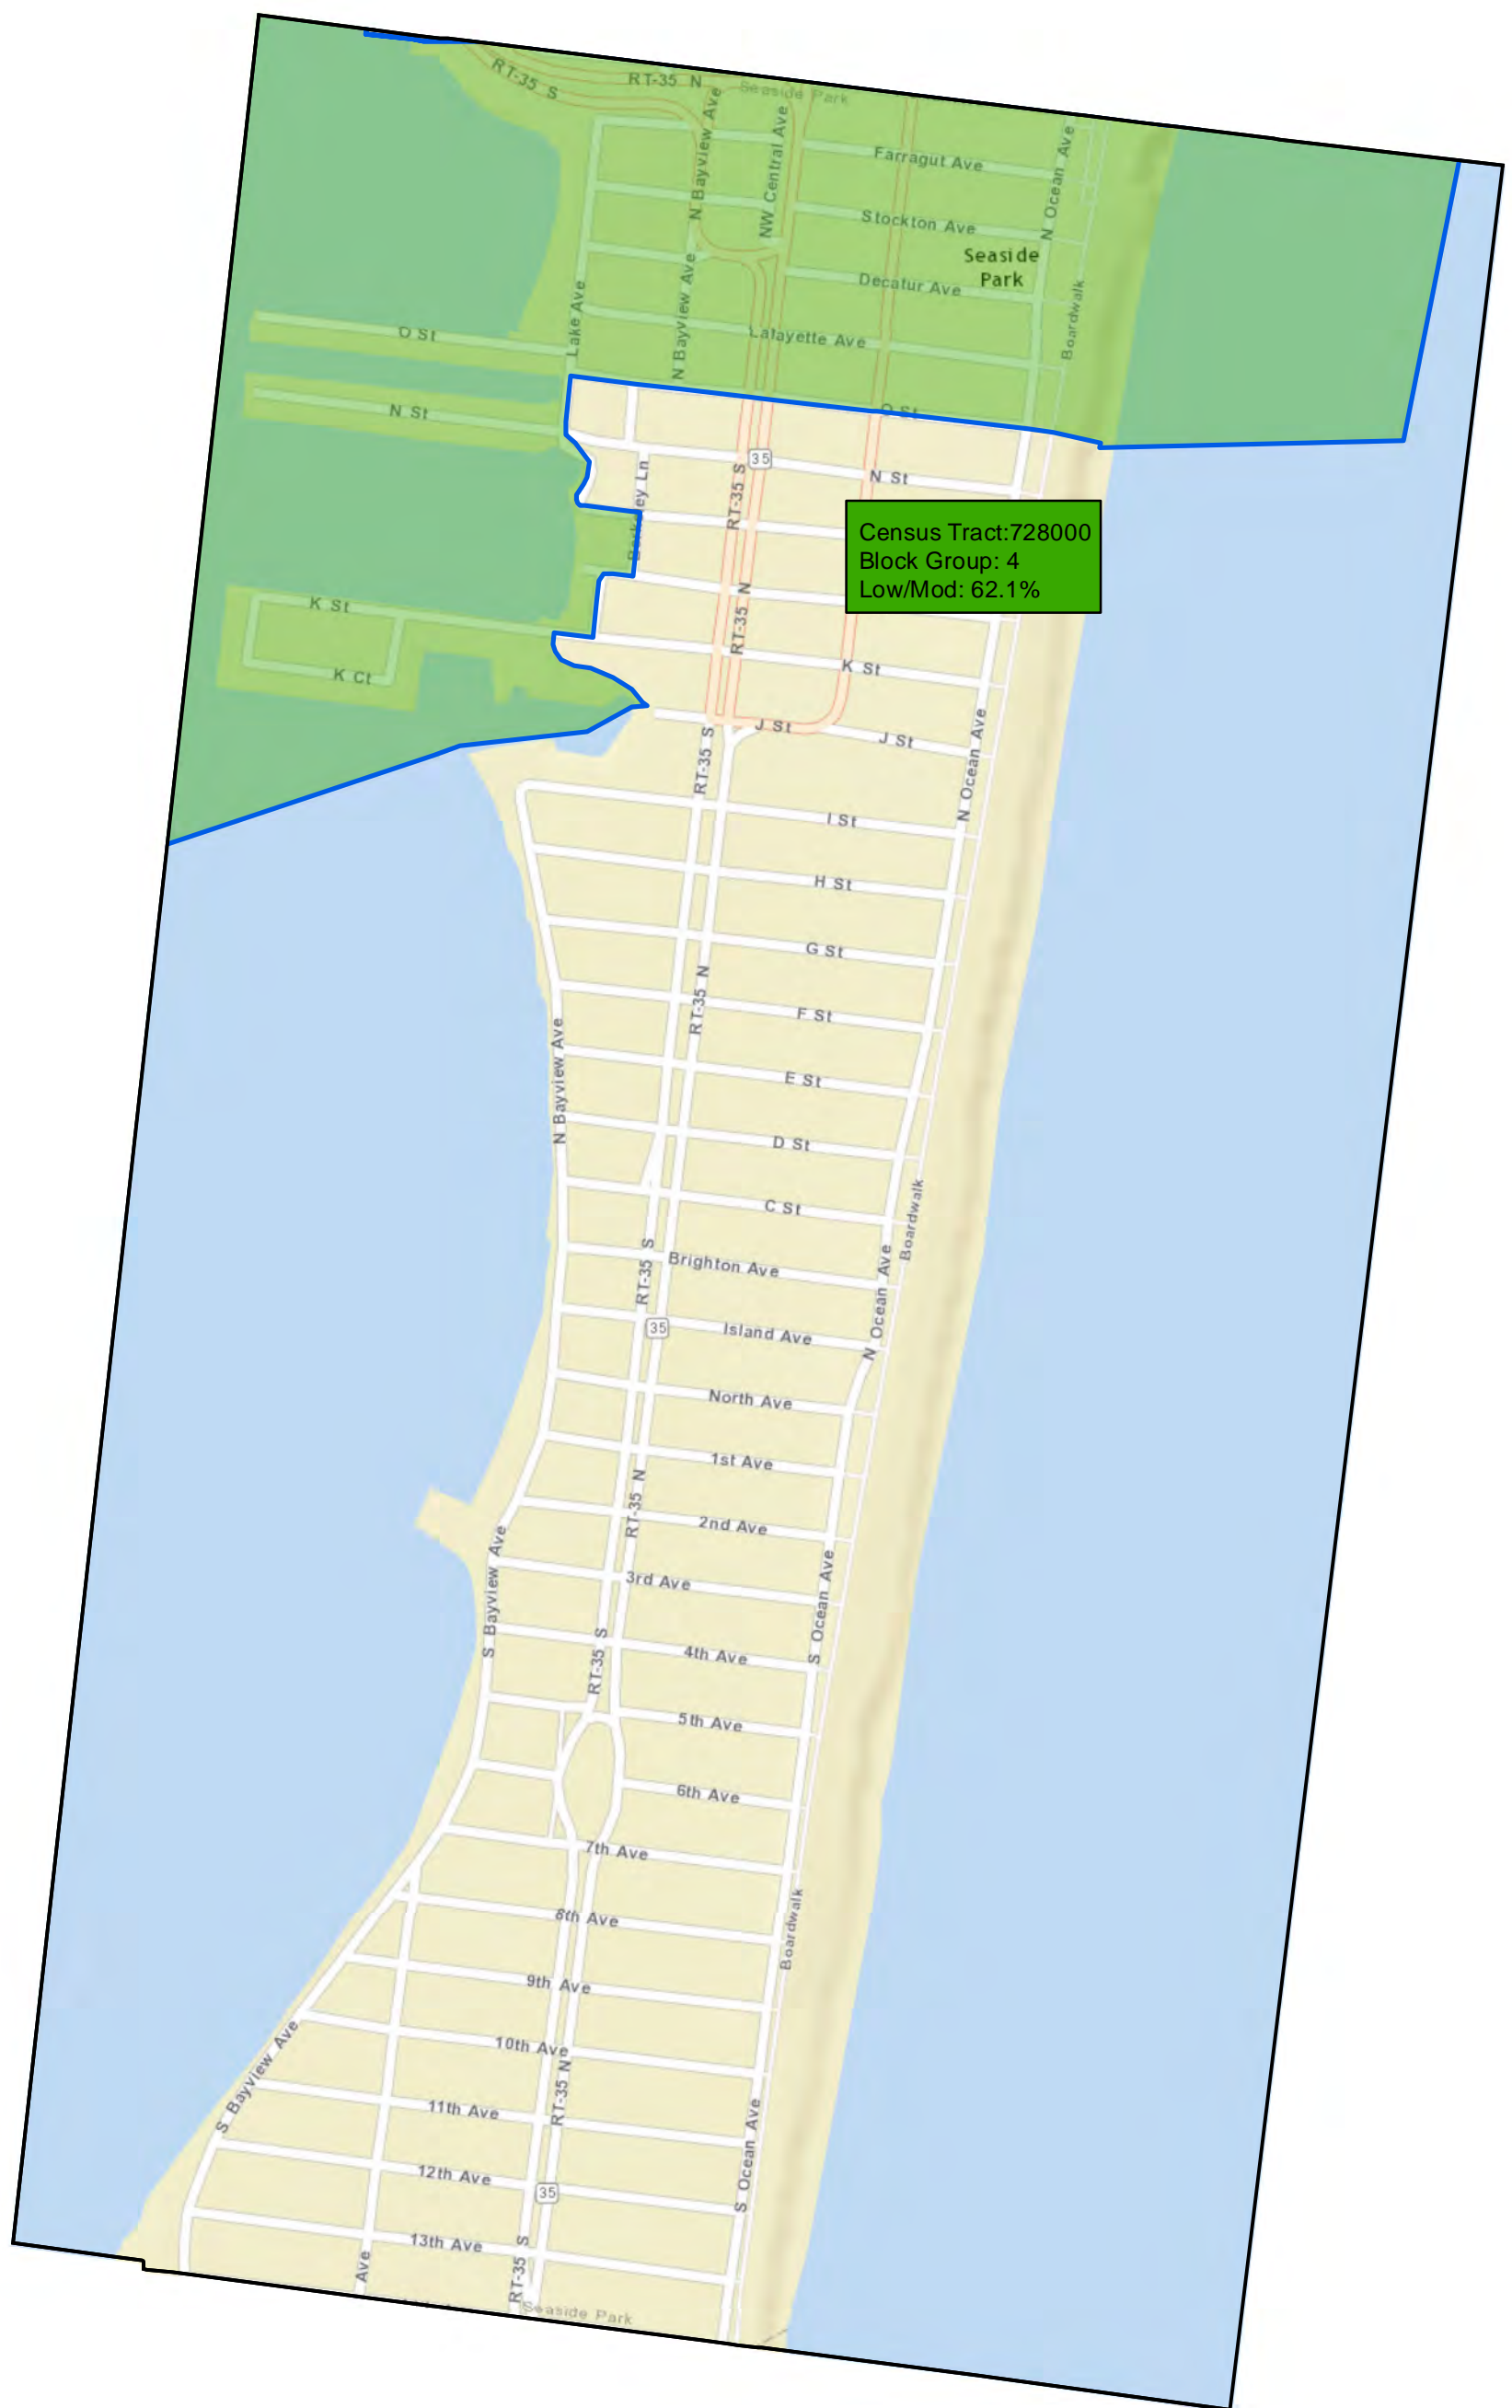 RT-35 S
RT-35 N
Seaside Park
N Bayview Ave
NW Central Ave
Farragut Ave
N Ocean Ave
Stockton Ave
Seaside
Park
Decatur Ave
Lake Ave
N Bayview Ave
Boardwalk
O St
Lafayette Ave
N St
O St
35
N St
RT-35 S
Census Tract:728000
Block Group: 4
Low/Mod: 62.1%
K St
RT-35 N
K St
K Ct
J St
J St
RT-35 S
N Ocean Ave
I St
H St
G St
RT-35 N
F St
N Bayview Ave
E St
D St
C St
Boardwalk
RT-35 S
Brighton Ave
N Ocean Ave
35
Island Ave
North Ave
1st Ave
RT-35 N
2nd Ave
S Bayview Ave
3rd Ave
S Ocean Ave
RT-35 S
4th Ave
5th Ave
6th Ave
7th Ave
8th Ave
Boardwalk
9th Ave
S Bayview Ave
10th Ave
RT-35 N
11th Ave
S Ocean Ave
12th Ave
35
13th Ave
Ave
RT-35 S
Seaside Park